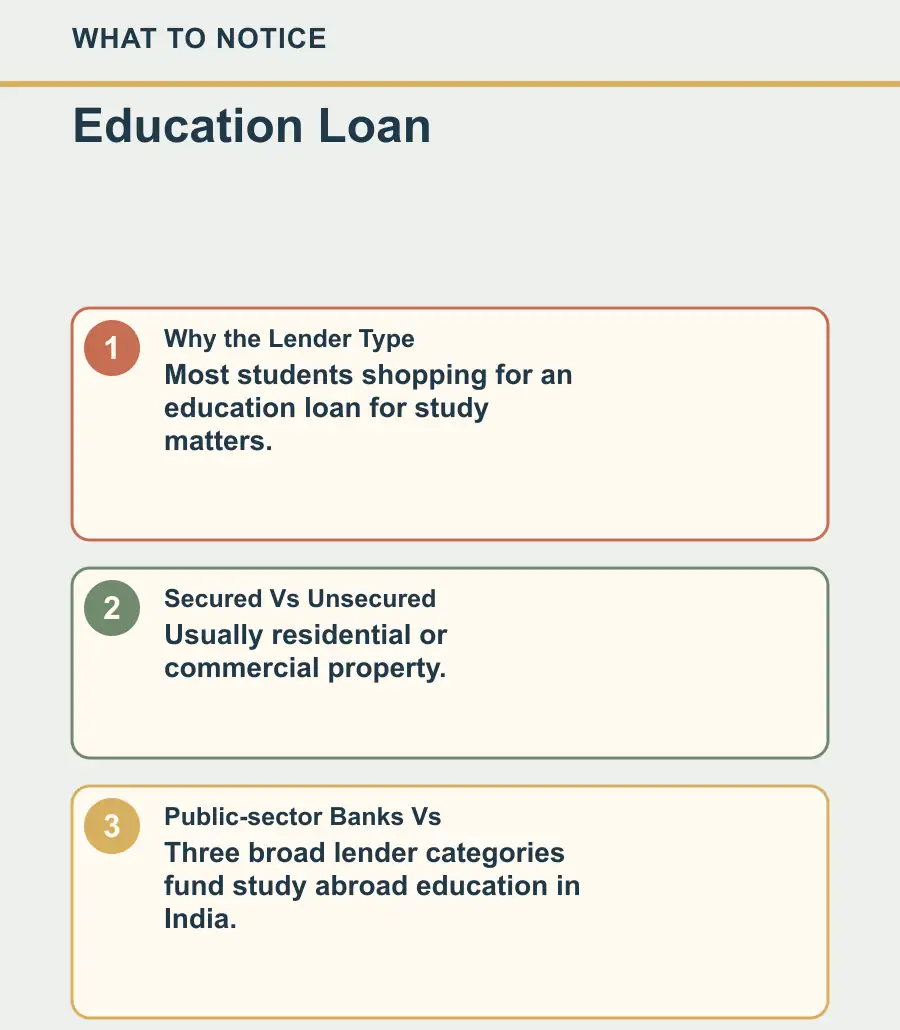 WHAT TO NOTICE
Education Loan
1
Why the Lender Type
Most students shopping for an
education loan for study
matters.
2
Secured Vs Unsecured
Usually residential or
commercial property.
3
Public-sector Banks Vs
Three broad lender categories
fund study abroad education in
India.